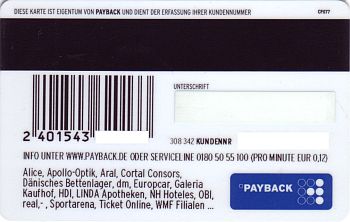 DIESE KARTE IST EIGENTUM VON PAYBACK UND DIENT DER ERFASSUNG IHRER KUNDENNUMMER
CP077
UNTERSCHRIFT
2 401543
308 342 KUNDENNR
INFO UNTER WWW.PAYBACK.DE ODER SERVICELINE 0180 50 55 100 (PRO MINUTE EUR 0,12)
Alice, Apollo-Optik, Aral, Cortal Consors,
Dänisches Bettenlager, dm, Europcar, Galeria
Kaufhof, HDI, LINDA Apotheken, NH Hoteles, OBI,
real,- , Sportarena, Ticket Online, WMF Filialen ...
PAYBACK